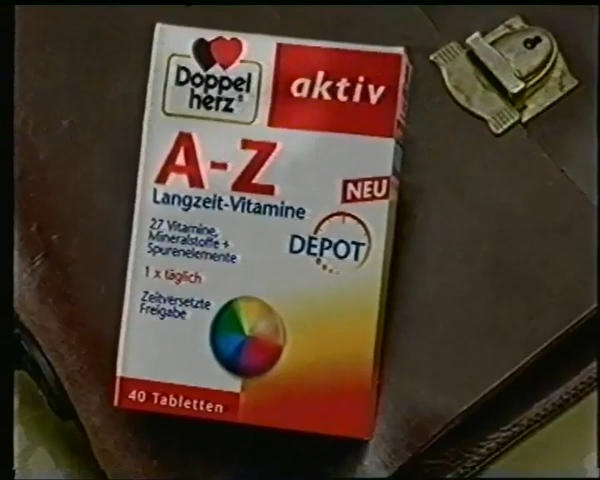 Doppel
herz®
aktiv
A-Z
Langzeit-Vitamine
NEU
27 Vitamine,
Mineralstoffe +
Spurenelemente
DEPOT
1 x täglich
Zeitversetzte
Freigabe
40 Tabletten